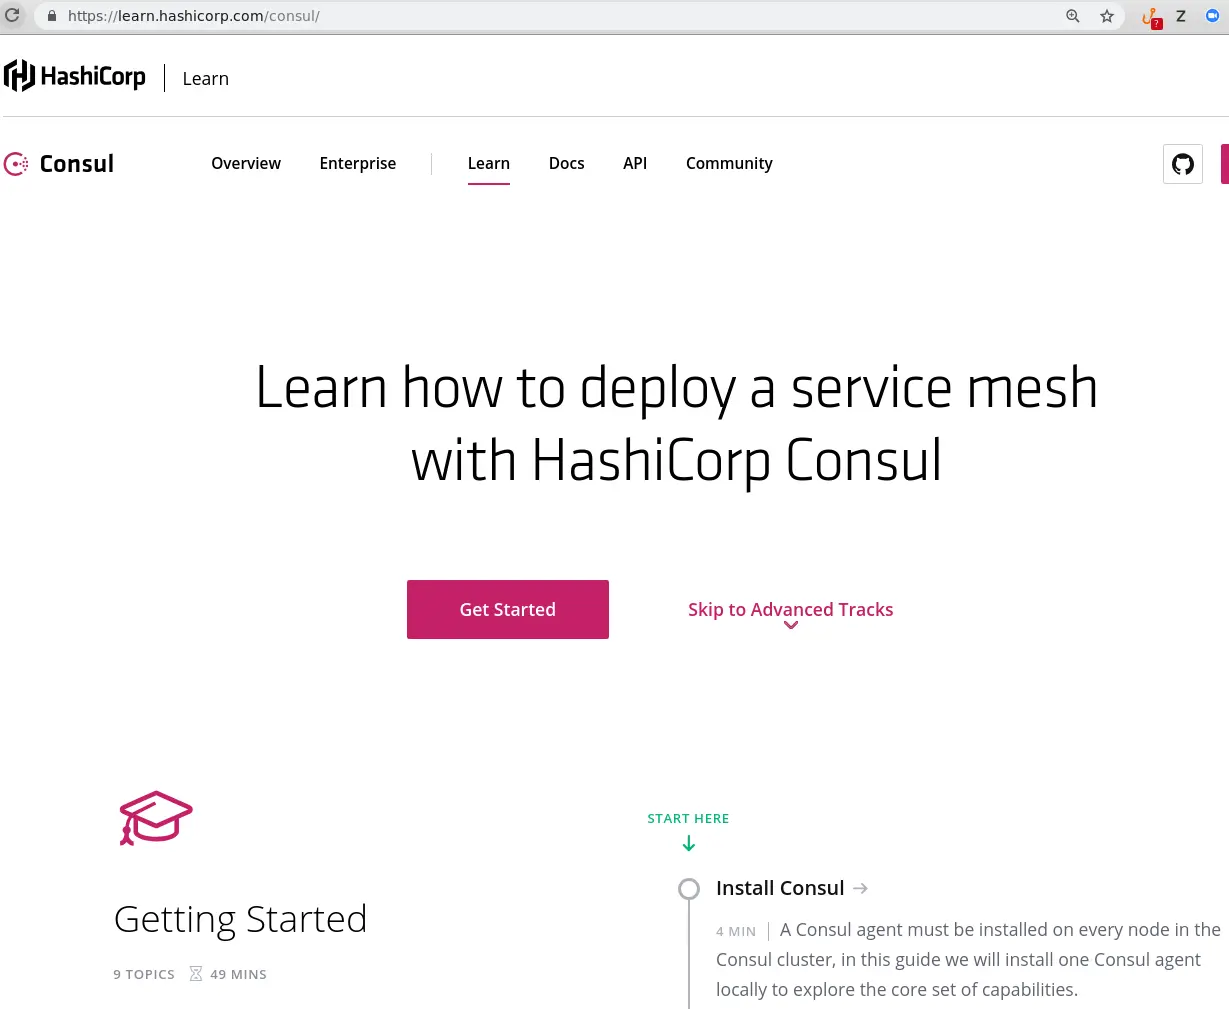 https://learn.hashicorp.com/consul/
?
Z
HashiCorp
Learn
Consul
Overview
Enterprise
Learn
Docs
API
Community
Learn how to deploy a service mesh
with HashiCorp Consul
Get Started
Skip to Advanced Tracks
START HERE
Install Consul
4 MIN
A Consul agent must be installed on every node in the
Consul cluster, in this guide we will install one Consul agent
locally to explore the core set of capabilities.
Getting Started
9 TOPICS
49 MINS